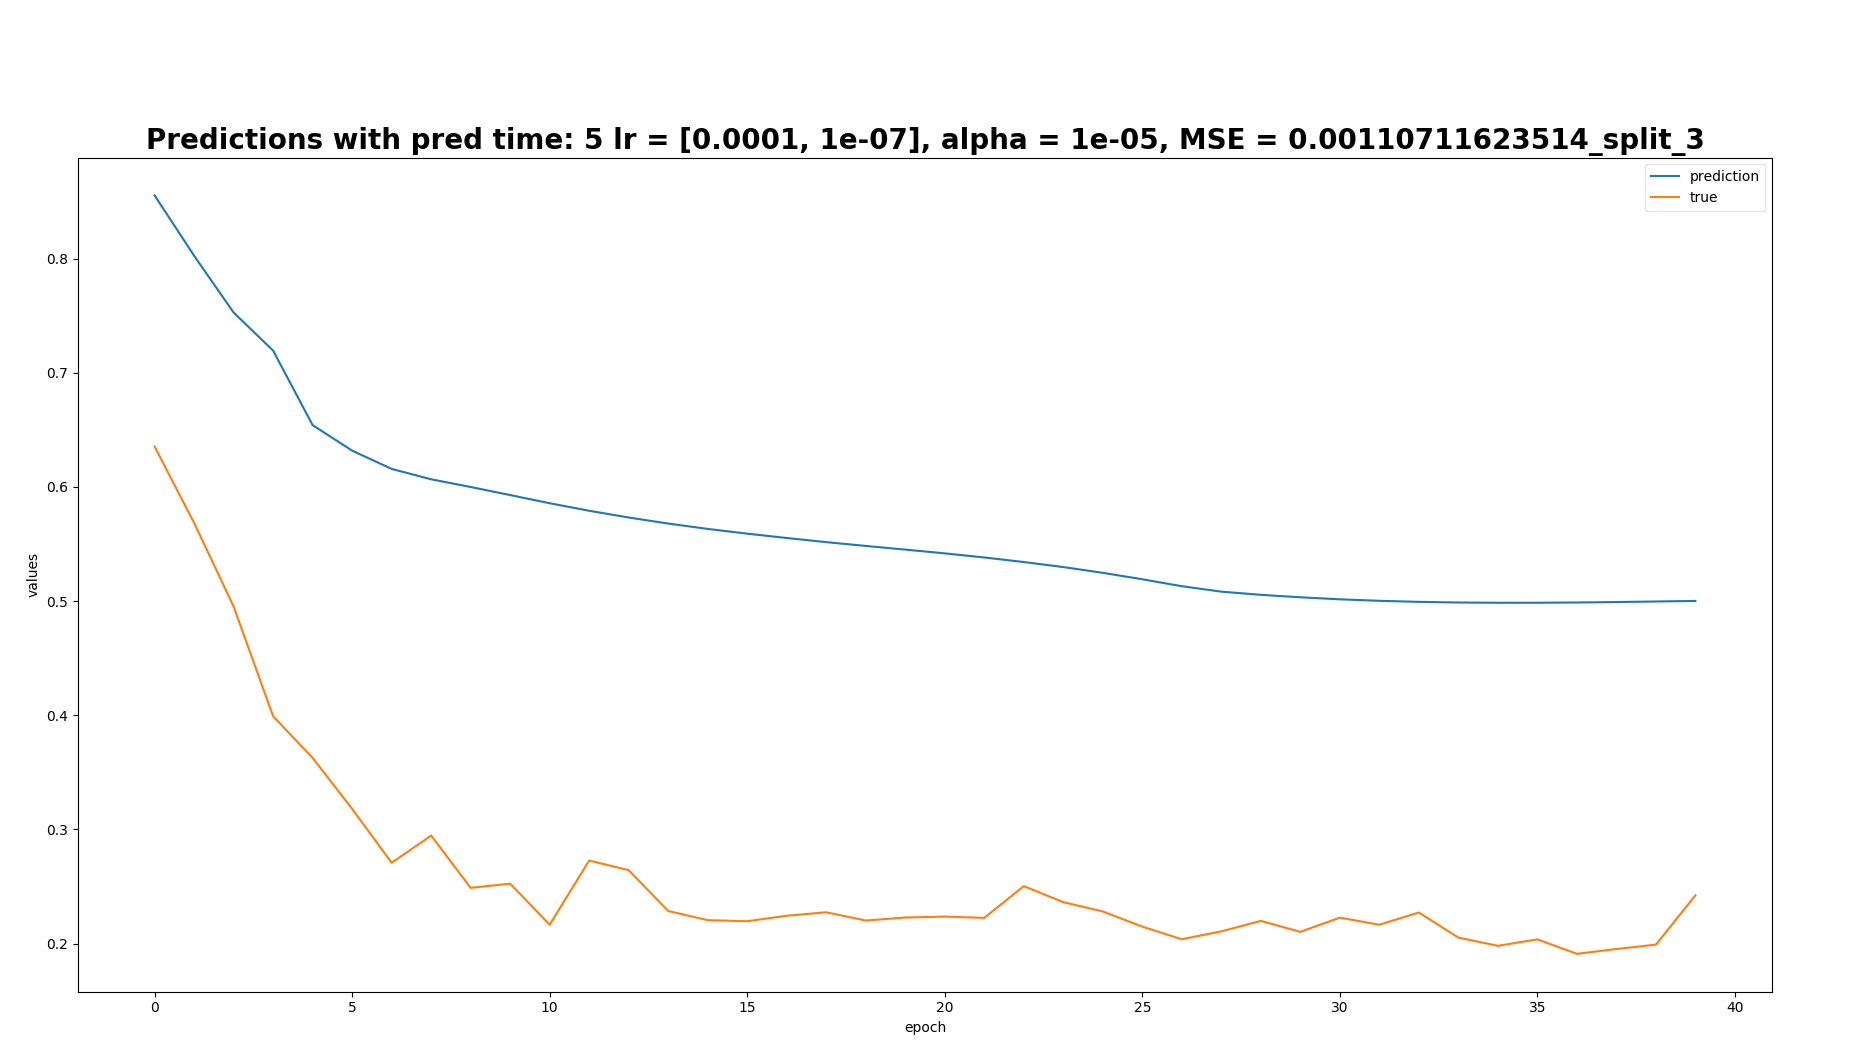 Predictions with pred time: 5 lr = [0.0001, 1e-07], alpha = 1e-05, MSE = 0.00110711623514_split_3
prediction
true
0.8
0.7
0.6
0.5
0.4
0.3
0.2
values
0 5 10 15 20 25 30 35 40
epoch